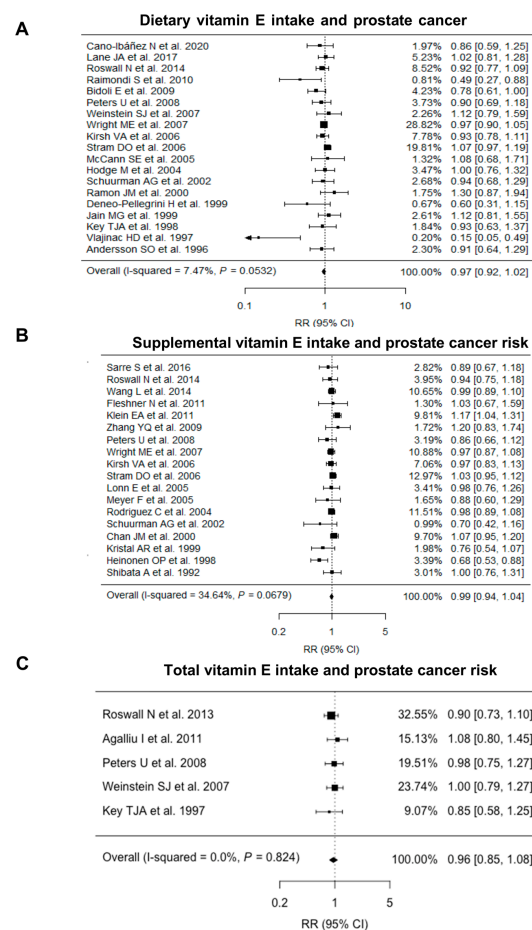 A
Dietary vitamin E intake and prostate cancer
Cano-Ibáñez N et al. 2020 1.97% 0.86 [0.59, 1.25]
Lane JA et al. 2017 5.23% 1.02 [0.81, 1.28]
Roswall N et al. 2014 8.52% 0.92 [0.77, 1.09]
Raimondi S et al. 2010 0.81% 0.49 [0.27, 0.88]
Bidoli E et al. 2009 4.23% 0.78 [0.61, 1.00]
Peters U et al. 2008 3.73% 0.90 [0.69, 1.18]
Weinstein SJ et al. 2007 2.26% 1.12 [0.79, 1.59]
Wright ME et al. 2007 28.82% 0.97 [0.90, 1.05]
Kirsh VA et al. 2006 7.78% 0.93 [0.78, 1.11]
Stram DO et al. 2006 19.81% 1.07 [0.97, 1.19]
McCann SE et al. 2005 1.32% 1.08 [0.68, 1.71]
Hodge M et al. 2004 3.47% 1.00 [0.76, 1.32]
Schuurman AG et al. 2002 2.68% 0.94 [0.68, 1.29]
Ramon JM et al. 2000 1.75% 1.30 [0.87, 1.94]
Deneo-Pellegrini H et al. 1999 0.67% 0.60 [0.31, 1.15]
Jain MG et al. 1999 2.61% 1.12 [0.81, 1.55]
Key TJA et al. 1998 1.84% 0.93 [0.63, 1.37]
Vlajinac HD et al. 1997 0.20% 0.15 [0.05, 0.49]
Andersson SO et al. 1996 2.30% 0.91 [0.64, 1.29]
Overall (I-squared = 7.47%, P = 0.0532) 100.00% 0.97 [0.92, 1.02]
0.1 1 10
RR (95% CI)
B
Supplemental vitamin E intake and prostate cancer risk
Sarre S et al. 2016 2.82% 0.89 [0.67, 1.18]
Roswall N et al. 2014 3.95% 0.94 [0.75, 1.18]
Wang L et al. 2014 10.65% 0.99 [0.89, 1.10]
Fleshner N et al. 2011 1.30% 1.03 [0.67, 1.59]
Klein EA et al. 2011 9.81% 1.17 [1.04, 1.31]
Zhang YQ et al. 2009 1.72% 1.20 [0.83, 1.74]
Peters U et al. 2008 3.19% 0.86 [0.66, 1.12]
Wright ME et al. 2007 10.88% 0.97 [0.87, 1.08]
Kirsh VA et al. 2006 7.06% 0.97 [0.83, 1.13]
Stram DO et al. 2006 12.97% 1.03 [0.95, 1.12]
Lonn E et al. 2005 3.41% 0.98 [0.76, 1.26]
Meyer F et al. 2005 1.65% 0.88 [0.60, 1.29]
Rodriguez C et al. 2004 11.51% 0.98 [0.89, 1.08]
Schuurman AG et al. 2002 0.99% 0.70 [0.42, 1.16]
Chan JM et al. 2000 9.70% 1.07 [0.95, 1.20]
Kristal AR et al. 1999 1.98% 0.76 [0.54, 1.07]
Heinonen OP et al. 1998 3.39% 0.68 [0.53, 0.88]
Shibata A et al. 1992 3.01% 1.00 [0.76, 1.31]
Overall (I-squared = 34.64%, P = 0.0679) 100.00% 0.99 [0.94, 1.04]
0.2 1 5
RR (95% CI)
C
Total vitamin E intake and prostate cancer risk
Roswall N et al. 2013 32.55% 0.90 [0.73, 1.10]
Agalliu I et al. 2011 15.13% 1.08 [0.80, 1.45]
Peters U et al. 2008 19.51% 0.98 [0.75, 1.27]
Weinstein SJ et al. 2007 23.74% 1.00 [0.79, 1.27]
Key TJA et al. 1997 9.07% 0.85 [0.58, 1.25]
Overall (I-squared = 0.0%, P = 0.824) 100.00% 0.96 [0.85, 1.08]
0.2 1 5
RR (95% CI)